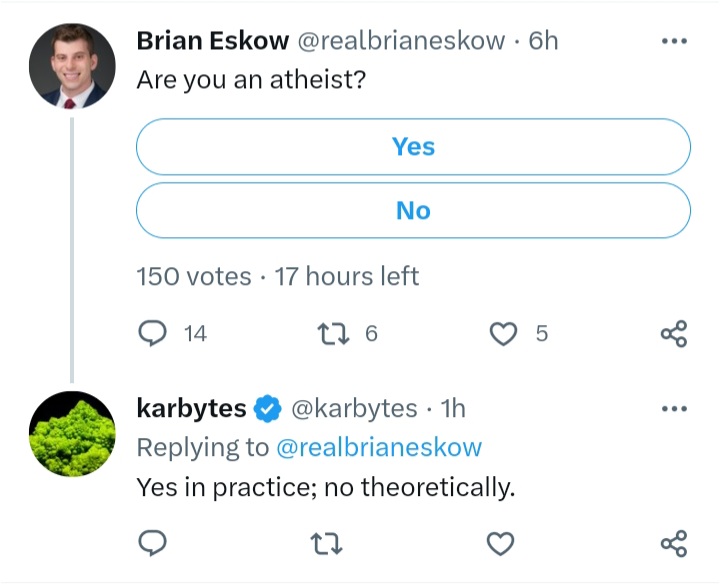 Brian Eskow @realbrianeskow · 6h
Are you an atheist?
Yes
No
150 votes · 17 hours left
14 6 5
karbytes @karbytes · 1h
Replying to @realbrianeskow
Yes in practice; no theoretically.